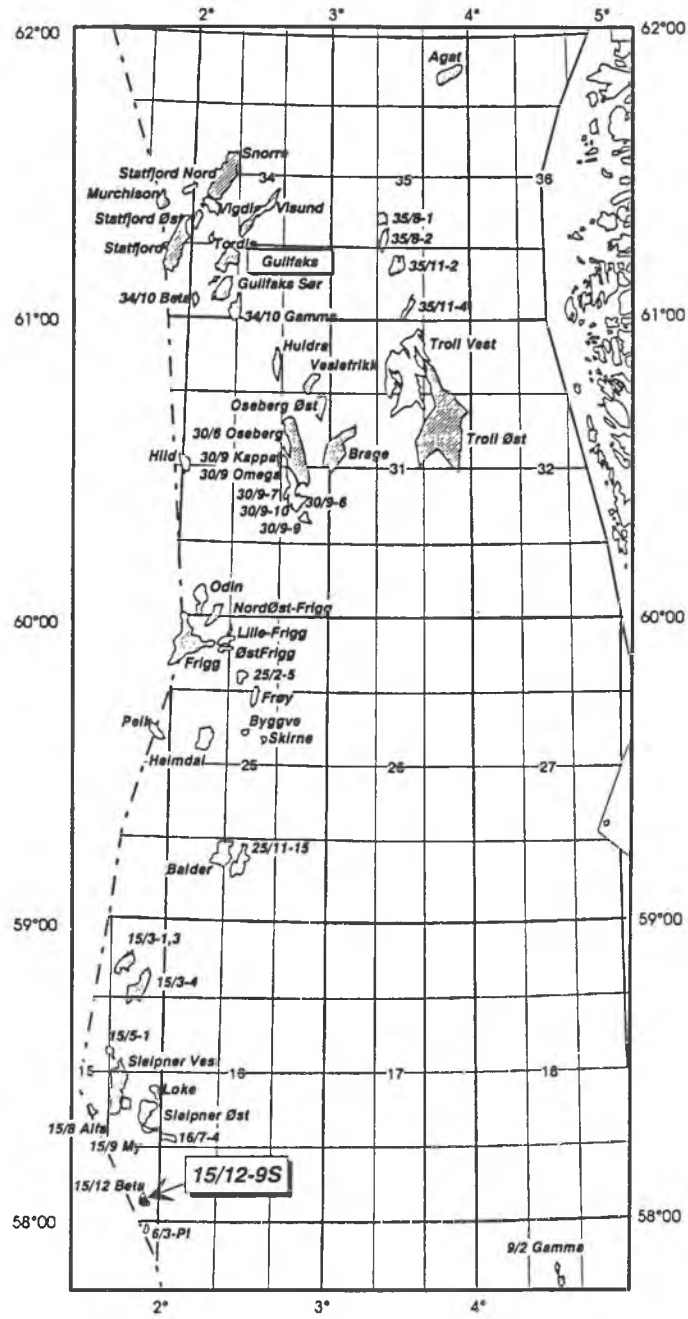 2° 3° 4° 5°
62°00 62°00
Agat
Snorre
34 35 36
Statfjord Nord
Murchison
Vigdis Visund
35/8-1
Statfjord Øst
35/8-2
Statfjord
Tordis
Gullfaks
35/11-2
Gullfaks Sør
34/10 Beta
35/11-4
34/10 Gamma
61°00 61°00
Huldra
Troll Vest
Veslefrikk
Oseberg Øst
30/6 Oseberg
Troll Øst
Hild
30/9 Kappa
Brage
31 32
30/9 Omega
30/9-7
30/9-6
30/9-10
30/9-9
Odin
NordØst-Frigg
60°00 60°00
Lille-Frigg
ØstFrigg
Frigg
25/2-5
Frøy
Peik
Byggve
Skirne
Heimdal
25 26 27
25/11-15
Balder
59°00 59°00
15/3-1,3
15/3-4
15/5-1
Sleipner Ves
15 16 17 18
Loke
Sleipner Øst
15/8 Alfa
16/7-4
15/9 My
15/12 Beta
15/12-9S
58°00 58°00
6/3-PI
9/2 Gamma
2° 3° 4° 5°